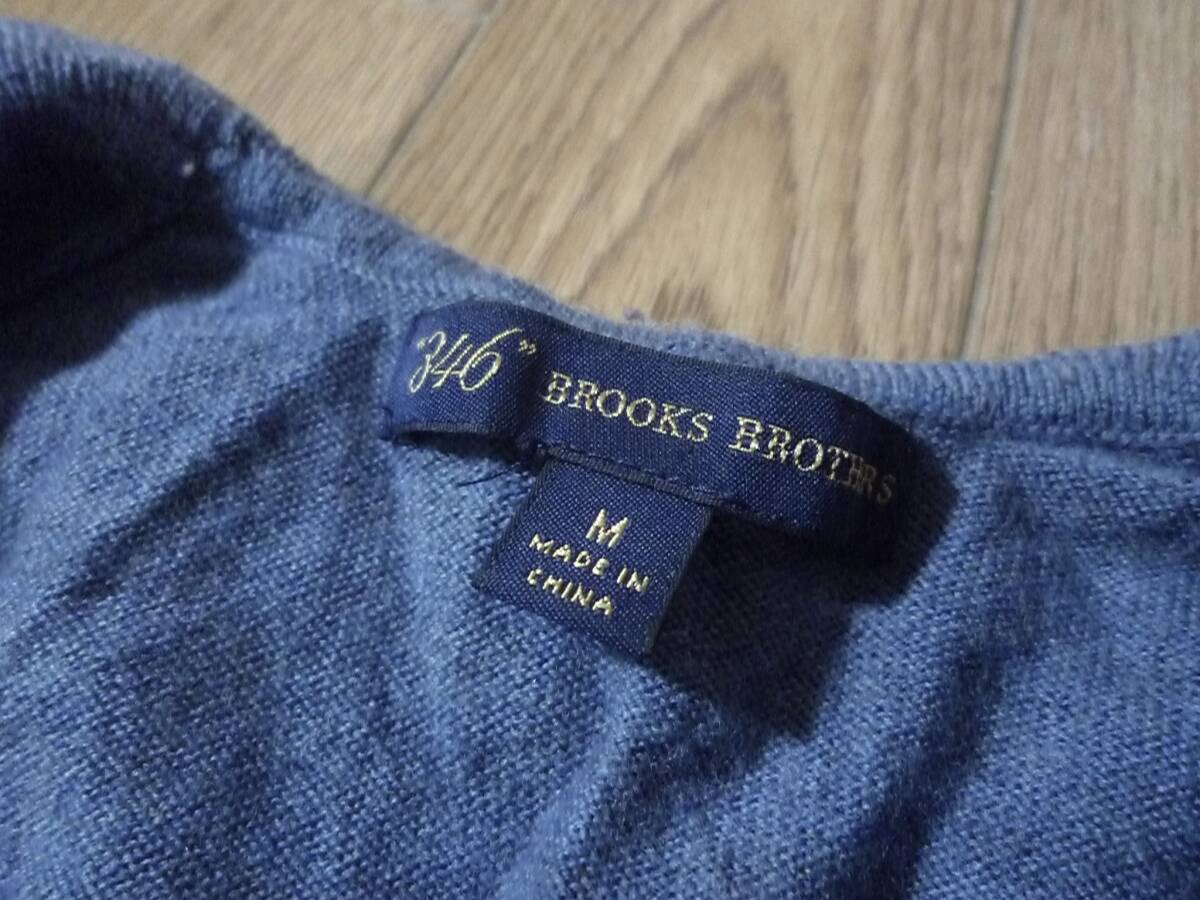 "346" BROOKS BROTHERS
M
MADE IN
CHINA